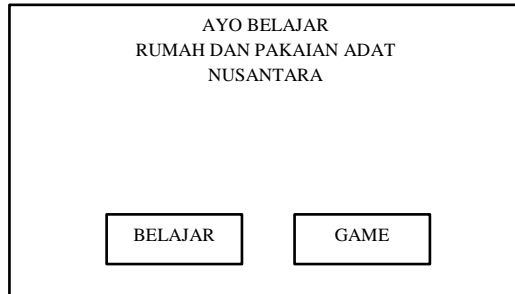 AYO BELAJAR
RUMAH DAN PAKAIAN ADAT
NUSANTARA
BELAJAR
GAME